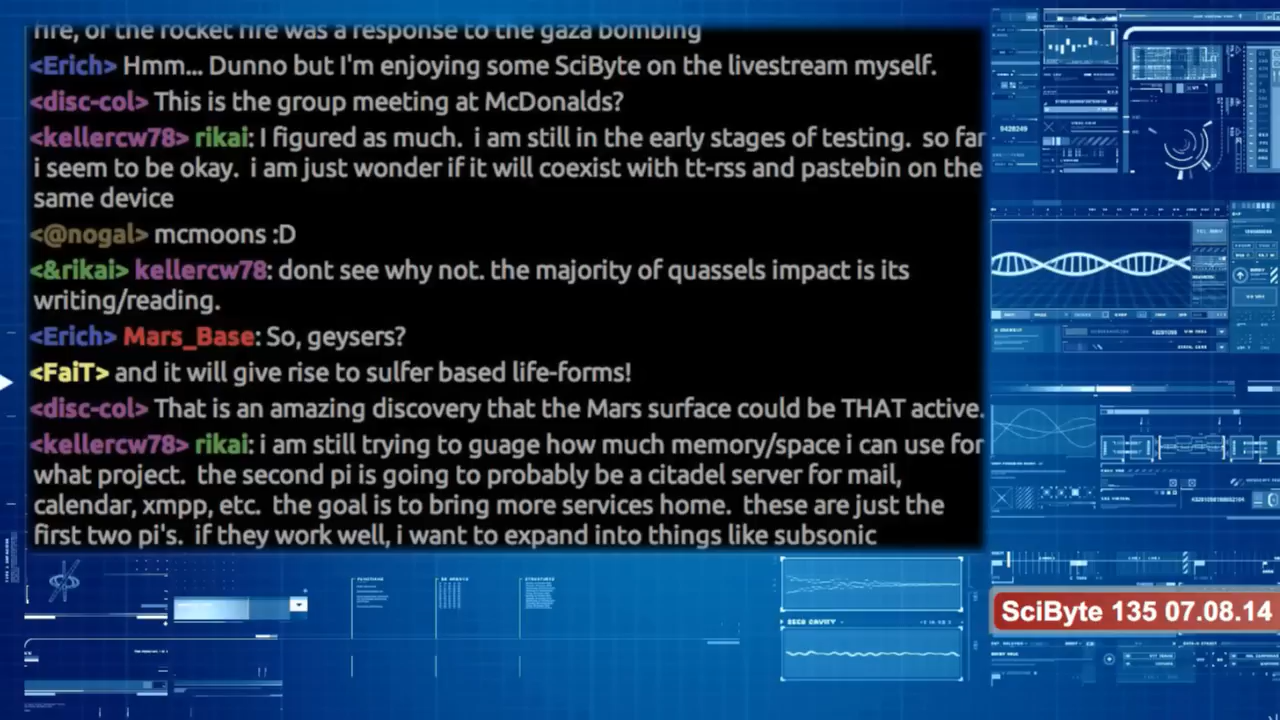 fire, or the rocket fire was a response to the gaza bombing
<Erich> Hmm... Dunno but I'm enjoying some SciByte on the livestream myself.
<disc-col> This is the group meeting at McDonalds?
<kellercw78> rikai: I figured as much.  i am still in the early stages of testing.  so far
i seem to be okay.  i am just wonder if it will coexist with tt-rss and pastebin on the
same device
<@nogal> mcmoons :D
<&rikai> kellercw78: dont see why not. the majority of quassels impact is its
writing/reading.
<Erich> Mars_Base: So, geysers?
<FaiT> and it will give rise to sulfer based life-forms!
<disc-col> That is an amazing discovery that the Mars surface could be THAT active.
<kellercw78> rikai: i am still trying to guage how much memory/space i can use for
what project.  the second pi is going to probably be a citadel server for mail,
calendar, xmpp, etc.  the goal is to bring more services home.  these are just the
first two pi's.  if they work well, i want to expand into things like subsonic
0428249
SciByte 135 07.08.14